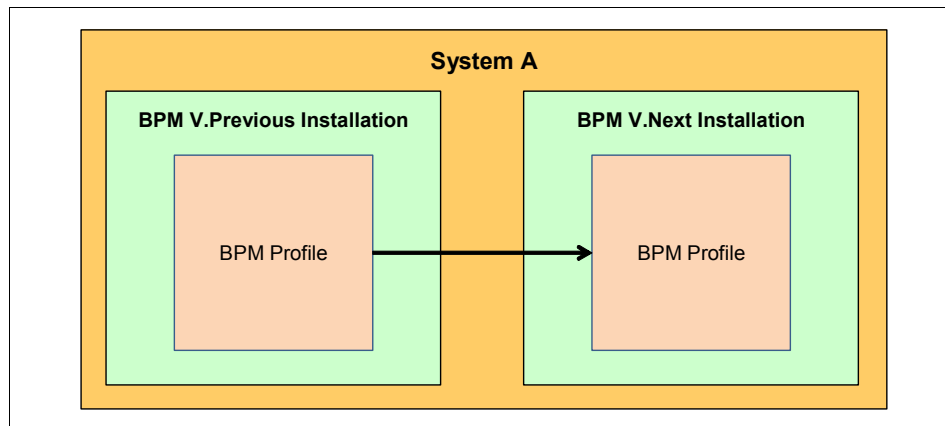 System A
BPM V.Previous Installation
BPM V.Next Installation
BPM Profile
BPM Profile